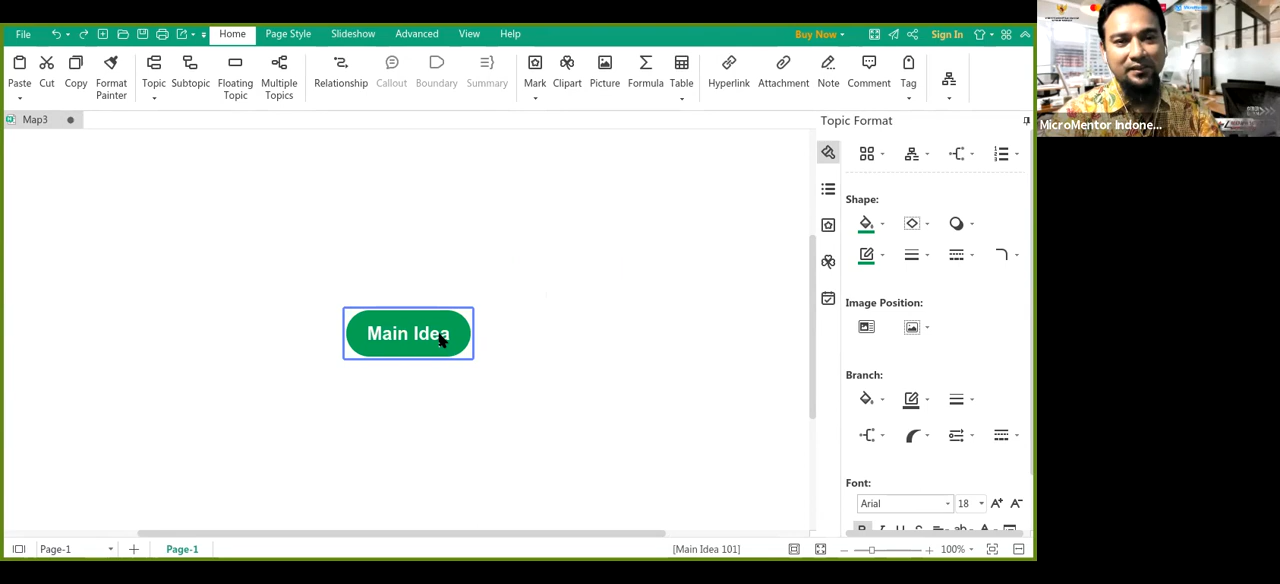 File Home Page Style Slideshow Advanced View Help Buy Now Sign In
Paste Cut Copy Format Painter Topic Subtopic Floating Topic Multiple Topics Relationship Callout Boundary Summary Mark Clipart Picture Formula Table Hyperlink Attachment Note Comment Tag
MicroMentor Indone...
Map3
Topic Format
Shape:
Main Idea
Image Position:
Branch:
Font:
Arial 18
Page-1 Page-1 [Main Idea 101] 100%